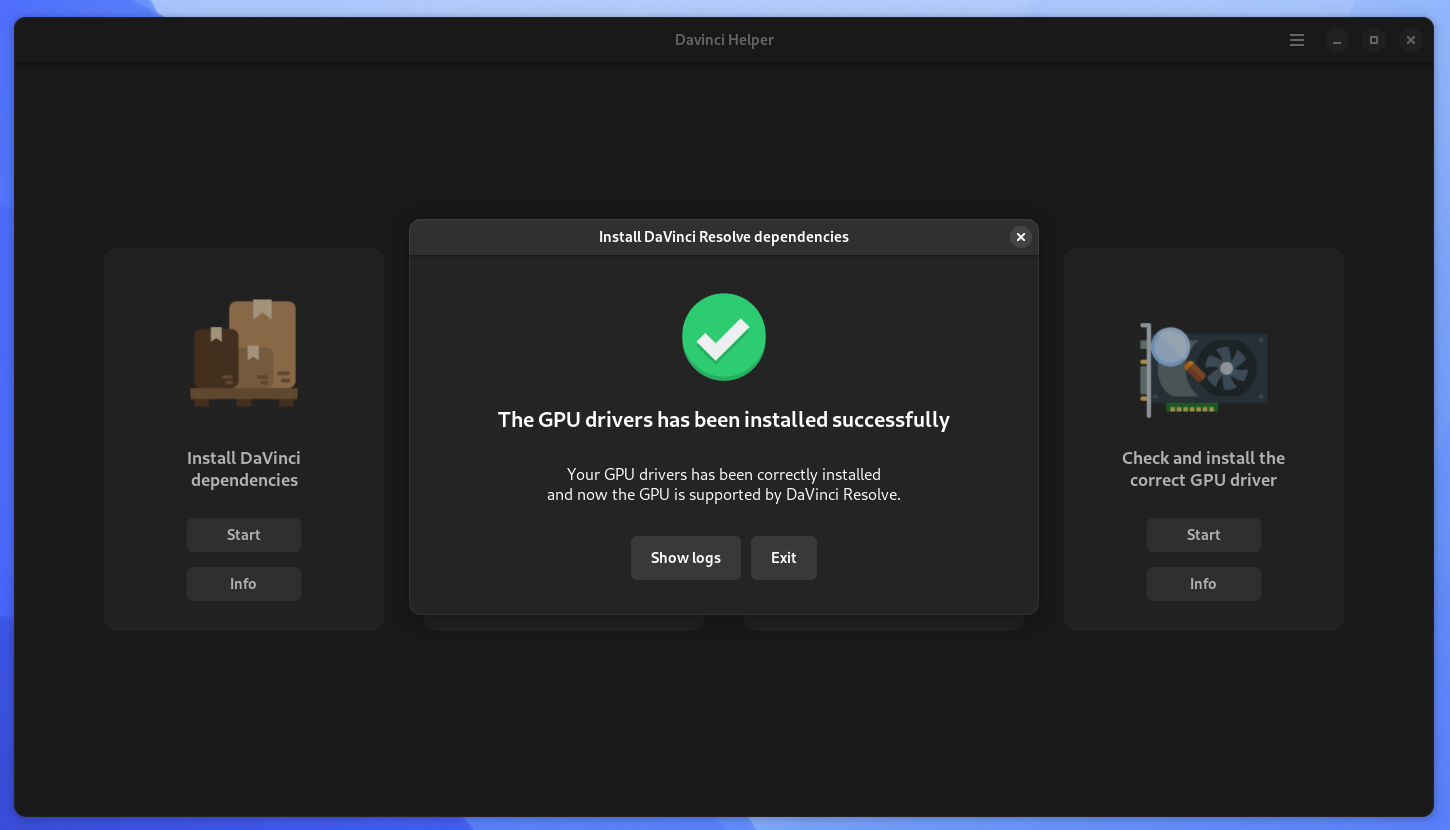 Davinci Helper
Install DaVinci Resolve dependencies
The GPU drivers has been installed successfully
Your GPU drivers has been correctly installed
and now the GPU is supported by DaVinci Resolve.
Show logs
Exit
Install DaVinci
dependencies
Start
Info
Check and install the
correct GPU driver
Start
Info